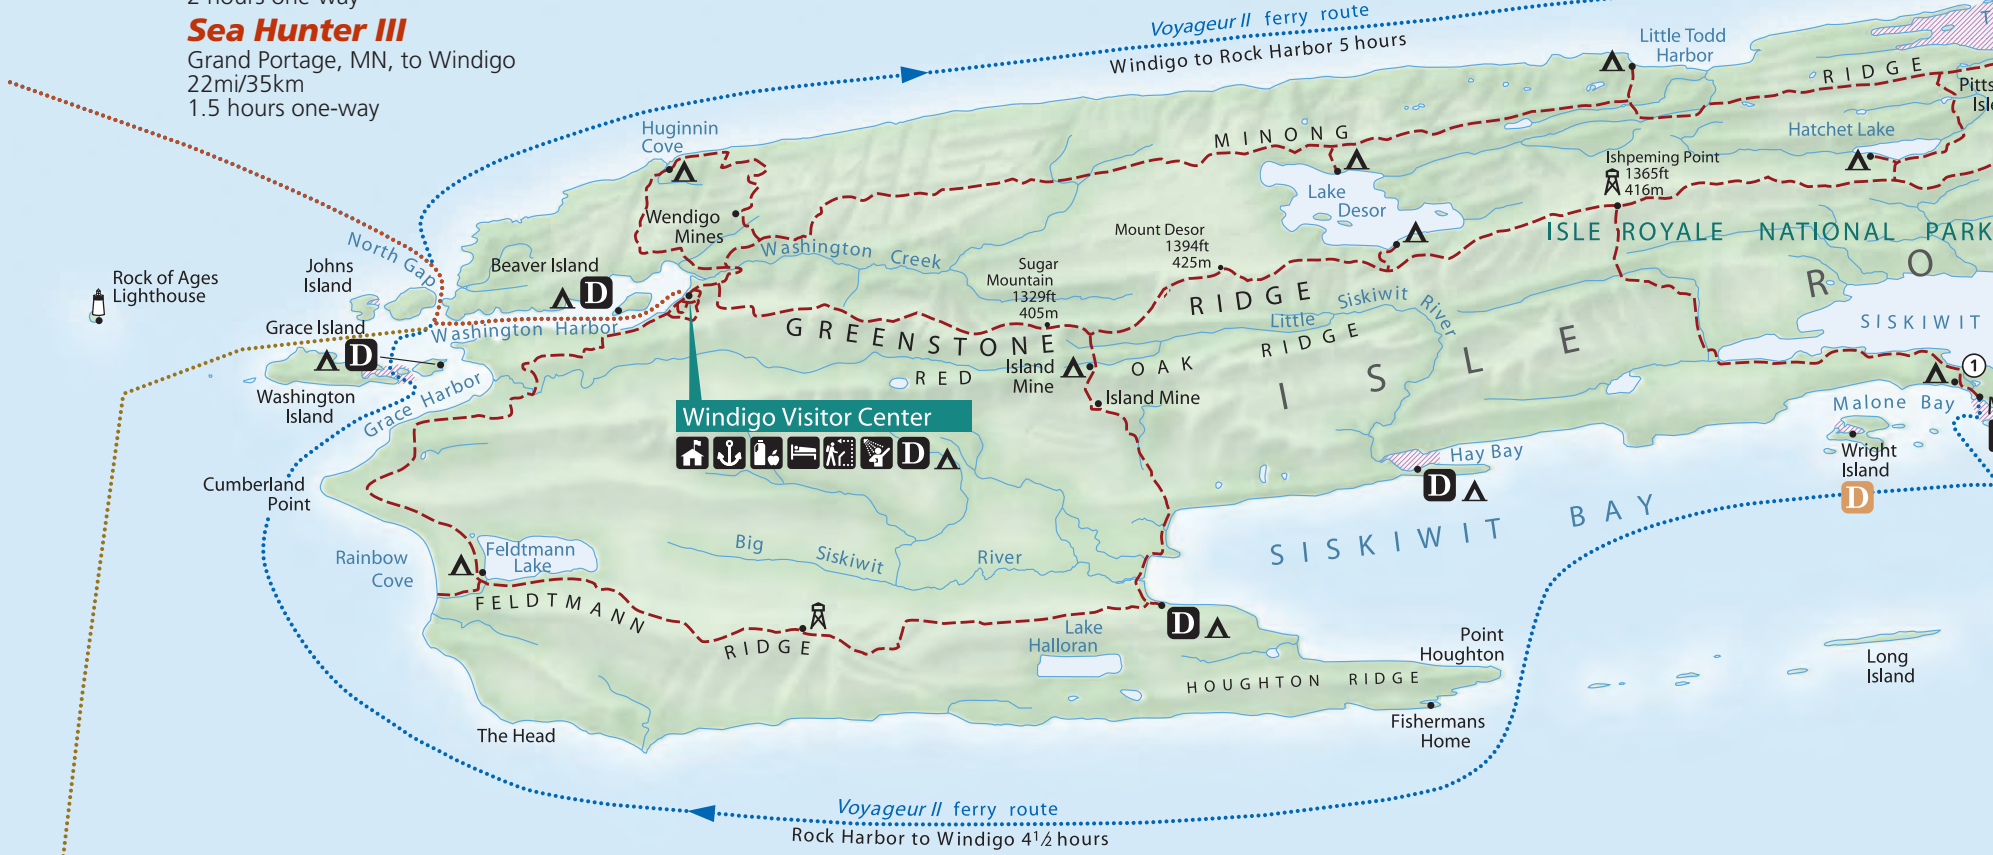 2 hours one-way
Sea Hunter III
Grand Portage, MN, to Windigo
22mi/35km
1.5 hours one-way
Voyageur II ferry route
Windigo to Rock Harbor 5 hours
Little Todd
Harbor
RIDGE
Hatchet Lake
Huginnin
Cove
MINONG
Ishpeming Point
1365ft
416m
Lake
Desor
Wendigo
Mines
Washington Creek
Mount Desor
1394ft
425m
ISLE ROYALE NATIONAL PARK
North Gap
Johns
Island
Beaver Island
Rock of Ages
Lighthouse
Sugar
Mountain
1329ft
405m
Grace Island
D
Washington Harbor
GREENSTONE
RIDGE
Little
Siskiwit
River
SISKIWIT
D
Washington
Island
Grace Harbor
RED
OAK
RIDGE
Island
Mine
Island Mine
ISLE
RO
1
Malone Bay
Windigo Visitor Center
D
Wright
Island
D
Hay Bay
D
Cumberland
Point
SISKIWIT BAY
Rainbow
Cove
Feldtmann
Lake
Big Siskiwit River
FELDTMANN
RIDGE
D
Lake
Halloran
Point
Houghton
HOUGHTON RIDGE
Long
Island
Fishermans
Home
The Head
Voyageur II ferry route
Rock Harbor to Windigo 4½ hours